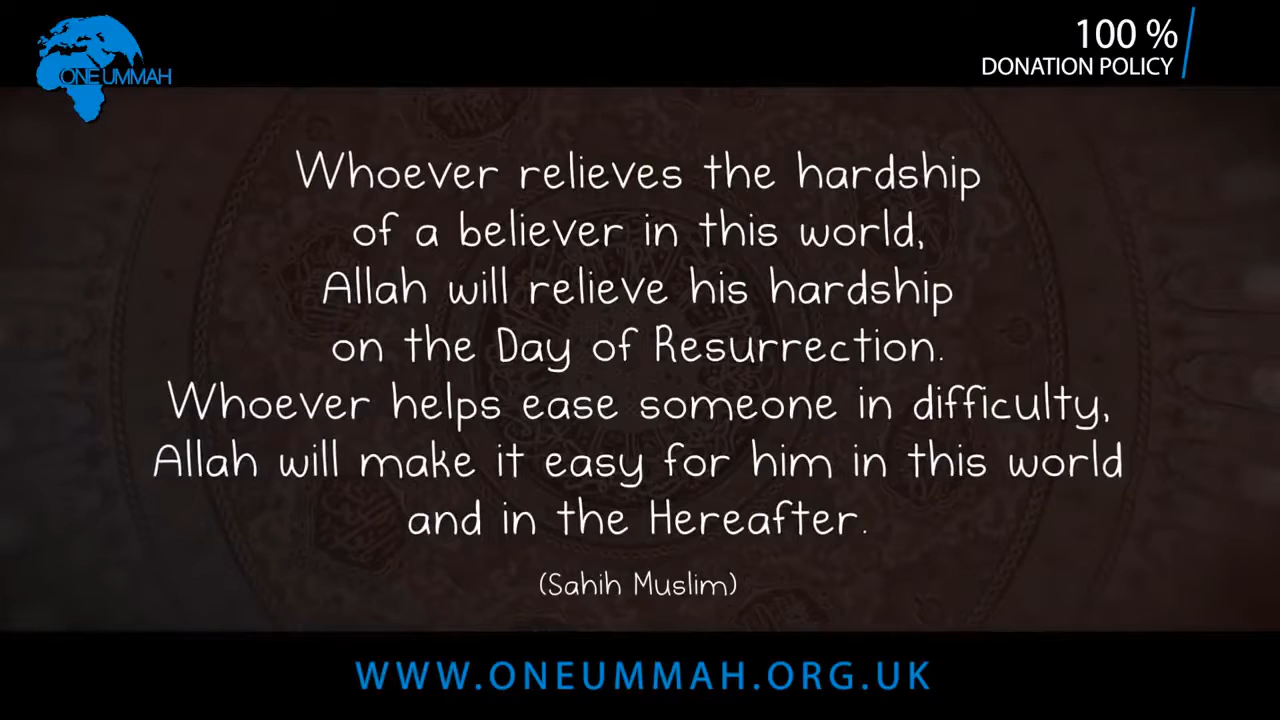 ONE UMMAH
100 %
DONATION POLICY
Whoever relieves the hardship
of a believer in this world,
Allah will relieve his hardship
on the Day of Resurrection.
Whoever helps ease someone in difficulty,
Allah will make it easy for him in this world
and in the Hereafter.
(Sahih Muslim)
WWW.ONEUMMAH.ORG.UK